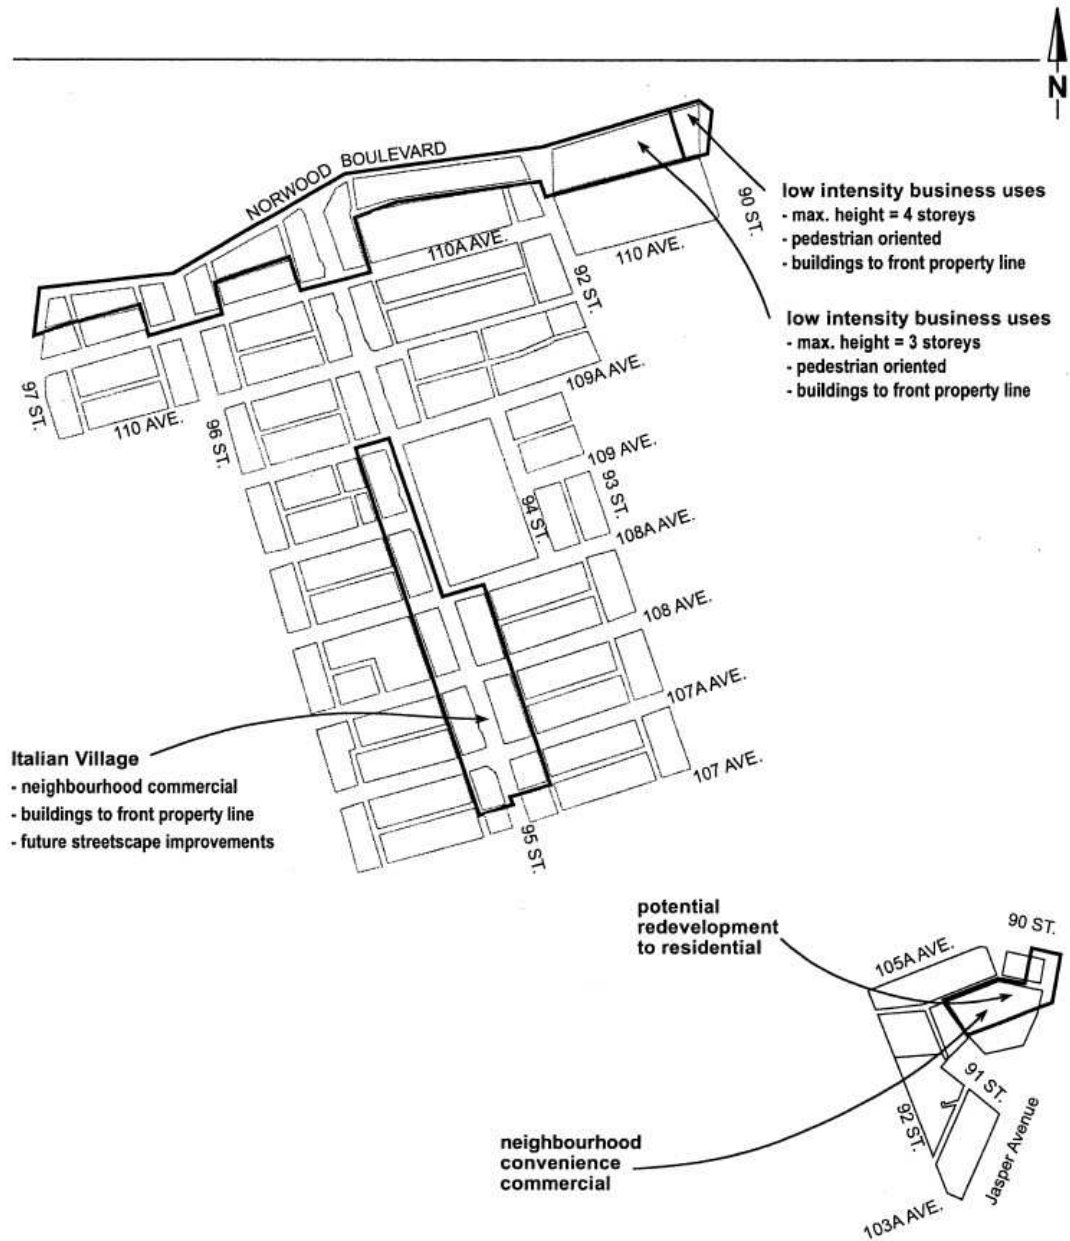 N
NORWOOD BOULEVARD
low intensity business uses
- max. height = 4 storeys
- pedestrian oriented
- buildings to front property line
90 ST.
110A AVE.
110 AVE.
92 ST.
low intensity business uses
- max. height = 3 storeys
- pedestrian oriented
- buildings to front property line
97 ST.
110 AVE.
96 ST.
109A AVE.
109 AVE.
93 ST.
94 ST.
108A AVE.
108 AVE.
107A AVE.
107 AVE.
Italian Village
- neighbourhood commercial
- buildings to front property line
- future streetscape improvements
95 ST.
potential
redevelopment
to residential
90 ST.
105A AVE.
91 ST.
92 ST.
Jasper Avenue
neighbourhood
convenience
commercial
103A AVE.